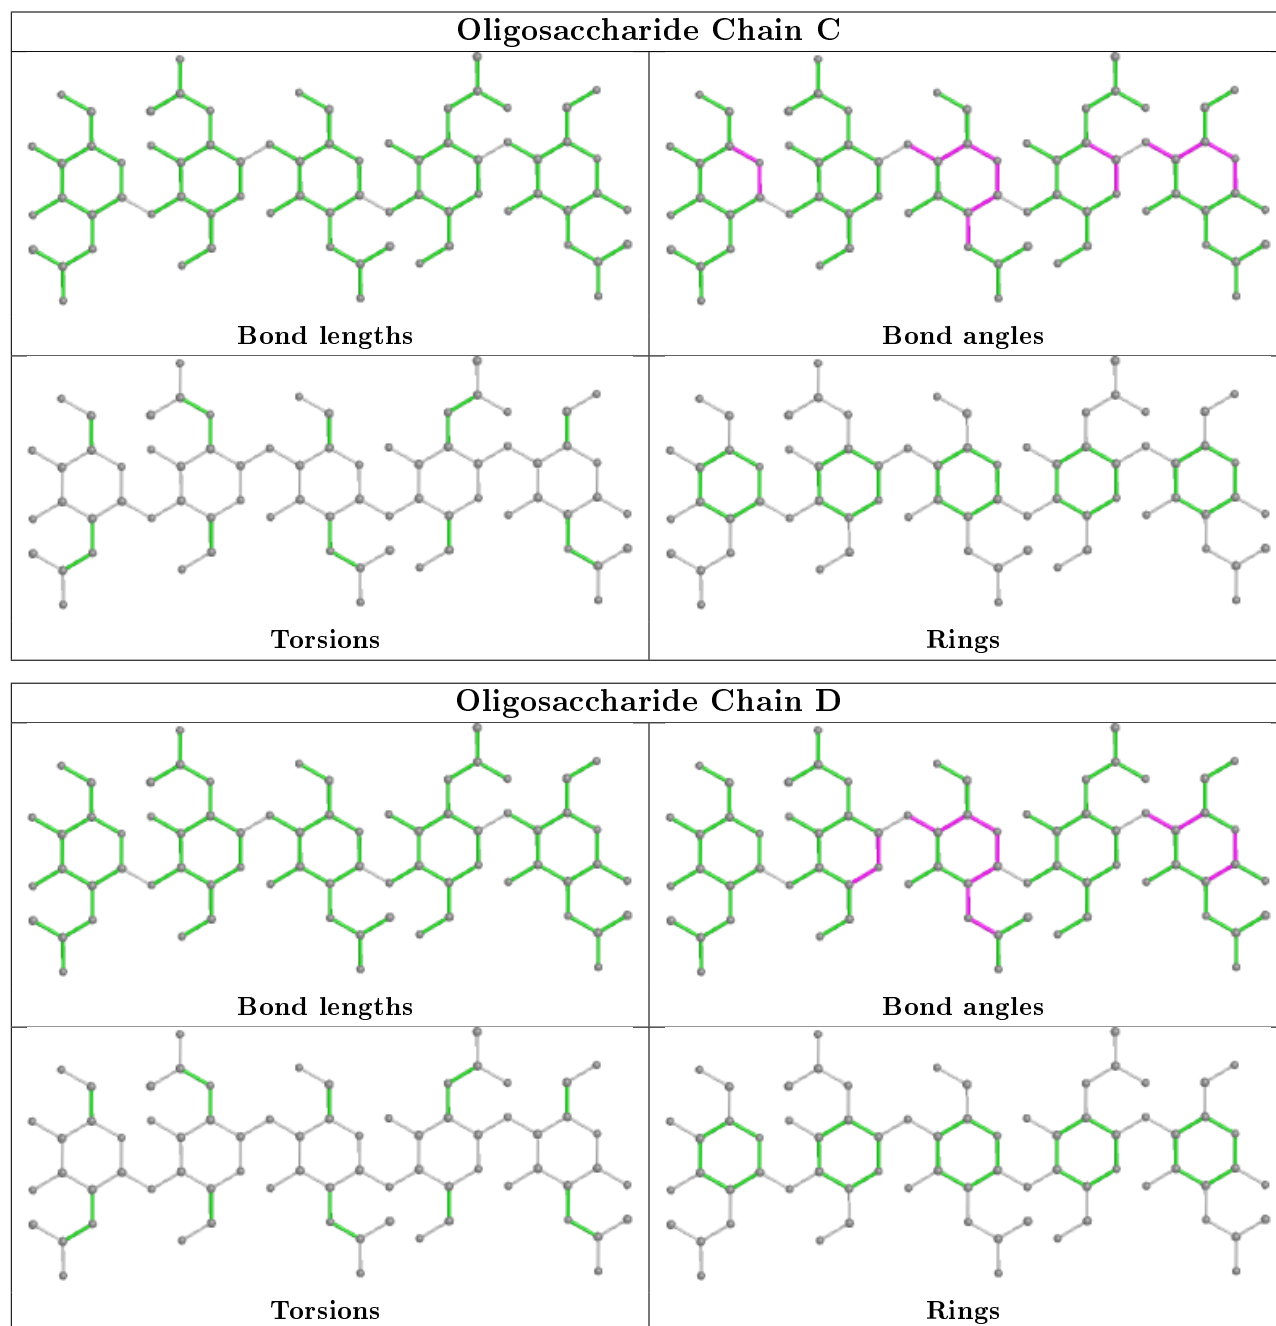 Oligosaccharide Chain C
Bond lengths
Bond angles
Torsions
Rings
Oligosaccharide Chain D
Bond lengths
Bond angles
Torsions
Rings